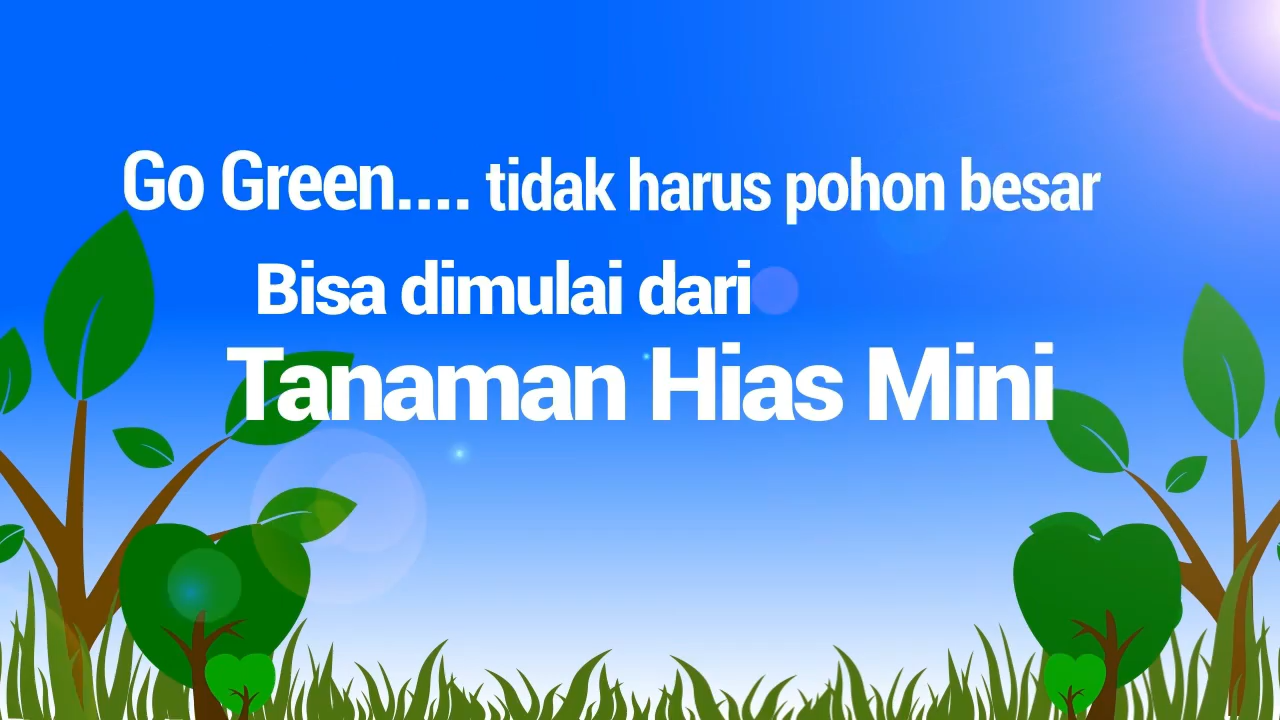 Go Green.... tidak harus pohon besar
Bisa dimulai dari
Tanaman Hias Mini